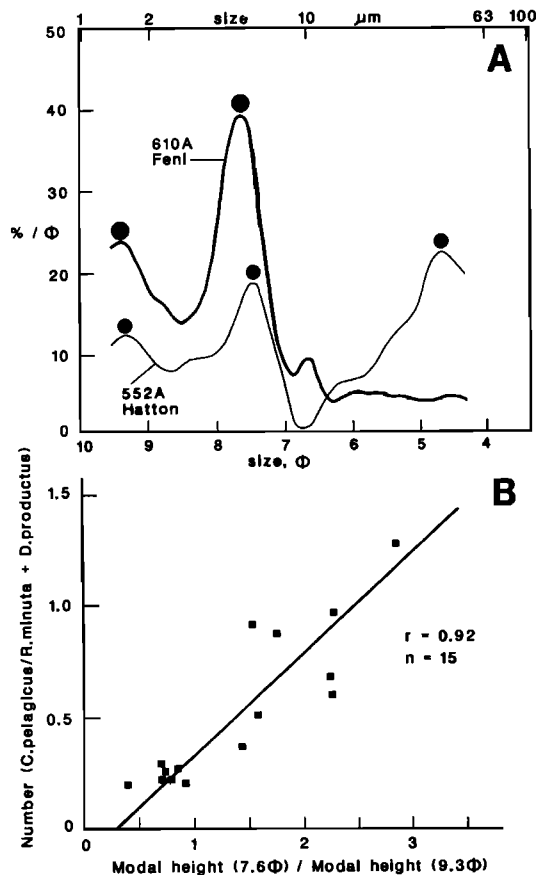 1 2 size 10 µm 63 100
50
A
40
610A
Feni
30
% / Φ
20
10
552A
Hatton
0
10 9 8 7 6 5 4
size, Φ
Number (C.pelagicus/R.minuta + D.productus)
1.5
B
1.0
r = 0.92
n = 15
0.5
0
1 2 3
Modal height (7.6Φ) / Modal height (9.3Φ)